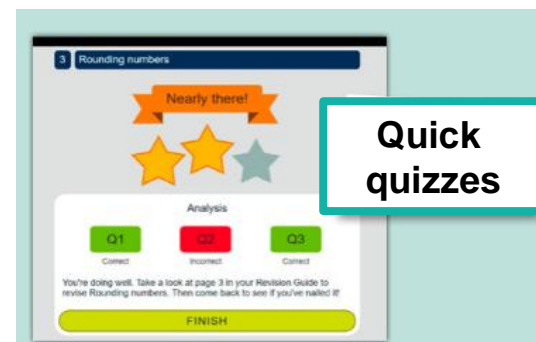 3 Rounding numbers
Nearly there!
Quick
quizzes
Analysis
Q1 Q2 Q3
Correct Incorrect Correct
You're doing well. Take a look at page 3 in your Revision Guide to
revise Rounding numbers. Then come back to see if you've nailed it!
FINISH